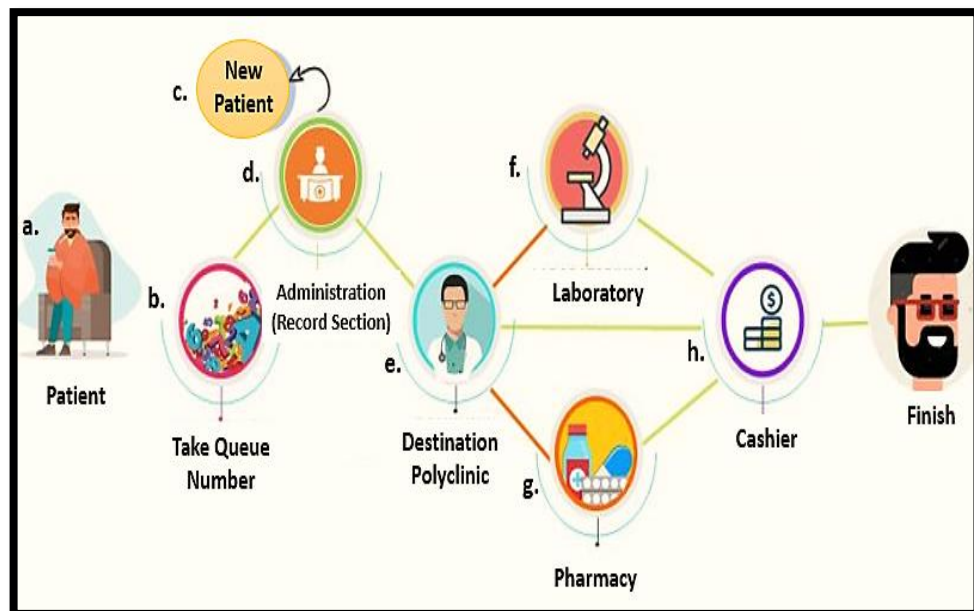 New
Patient
c.
d.
f.
a.
b.
Administration
(Record Section)
Laboratory
e.
h.
Patient
Take Queue
Number
Destination
Polyclinic
g.
Pharmacy
$
Cashier
Finish